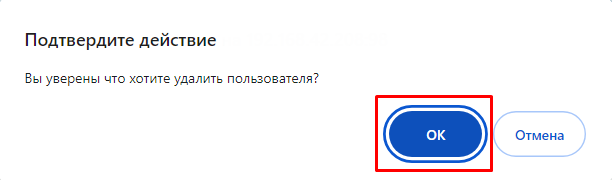 Подтвердите действие
Вы уверены что хотите удалить пользователя?
ОК
Отмена